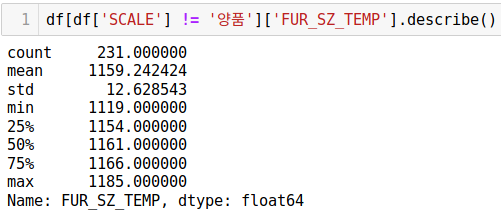 1 df[df['SCALE'] != '양품']['FUR_SZ_TEMP'].describe()
count 231.000000
mean 1159.242424
std 12.628543
min 1119.000000
25% 1154.000000
50% 1161.000000
75% 1166.000000
max 1185.000000
Name: FUR_SZ_TEMP, dtype: float64